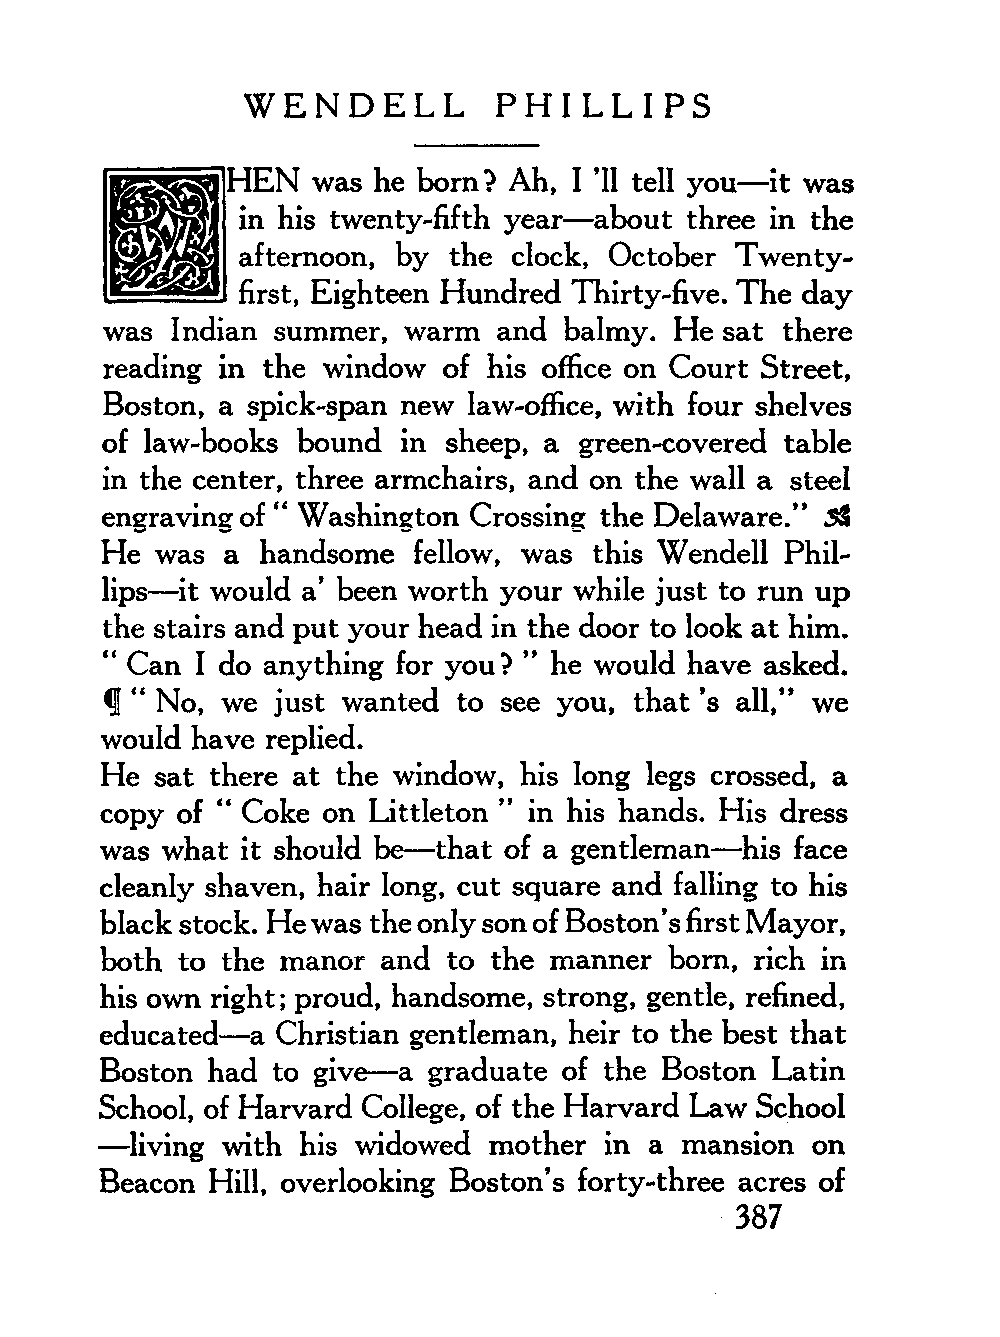 WENDELL PHILLIPS
WHEN was he born? Ah, I 'll tell you—it was
in his twenty-fifth year—about three in the
afternoon, by the clock, October Twenty-
first, Eighteen Hundred Thirty-five. The day
was Indian summer, warm and balmy. He sat there
reading in the window of his office on Court Street,
Boston, a spick-span new law-office, with four shelves
of law-books bound in sheep, a green-covered table
in the center, three armchairs, and on the wall a steel
engraving of “ Washington Crossing the Delaware.”
He was a handsome fellow, was this Wendell Phil-
lips—it would a' been worth your while just to run up
the stairs and put your head in the door to look at him.
“ Can I do anything for you? ” he would have asked.
¶ “ No, we just wanted to see you, that 's all,” we
would have replied.
He sat there at the window, his long legs crossed, a
copy of “ Coke on Littleton ” in his hands. His dress
was what it should be—that of a gentleman—his face
cleanly shaven, hair long, cut square and falling to his
black stock. He was the only son of Boston's first Mayor,
both to the manor and to the manner born, rich in
his own right; proud, handsome, strong, gentle, refined,
educated—a Christian gentleman, heir to the best that
Boston had to give—a graduate of the Boston Latin
School, of Harvard College, of the Harvard Law School
—living with his widowed mother in a mansion on
Beacon Hill, overlooking Boston's forty-three acres of
387